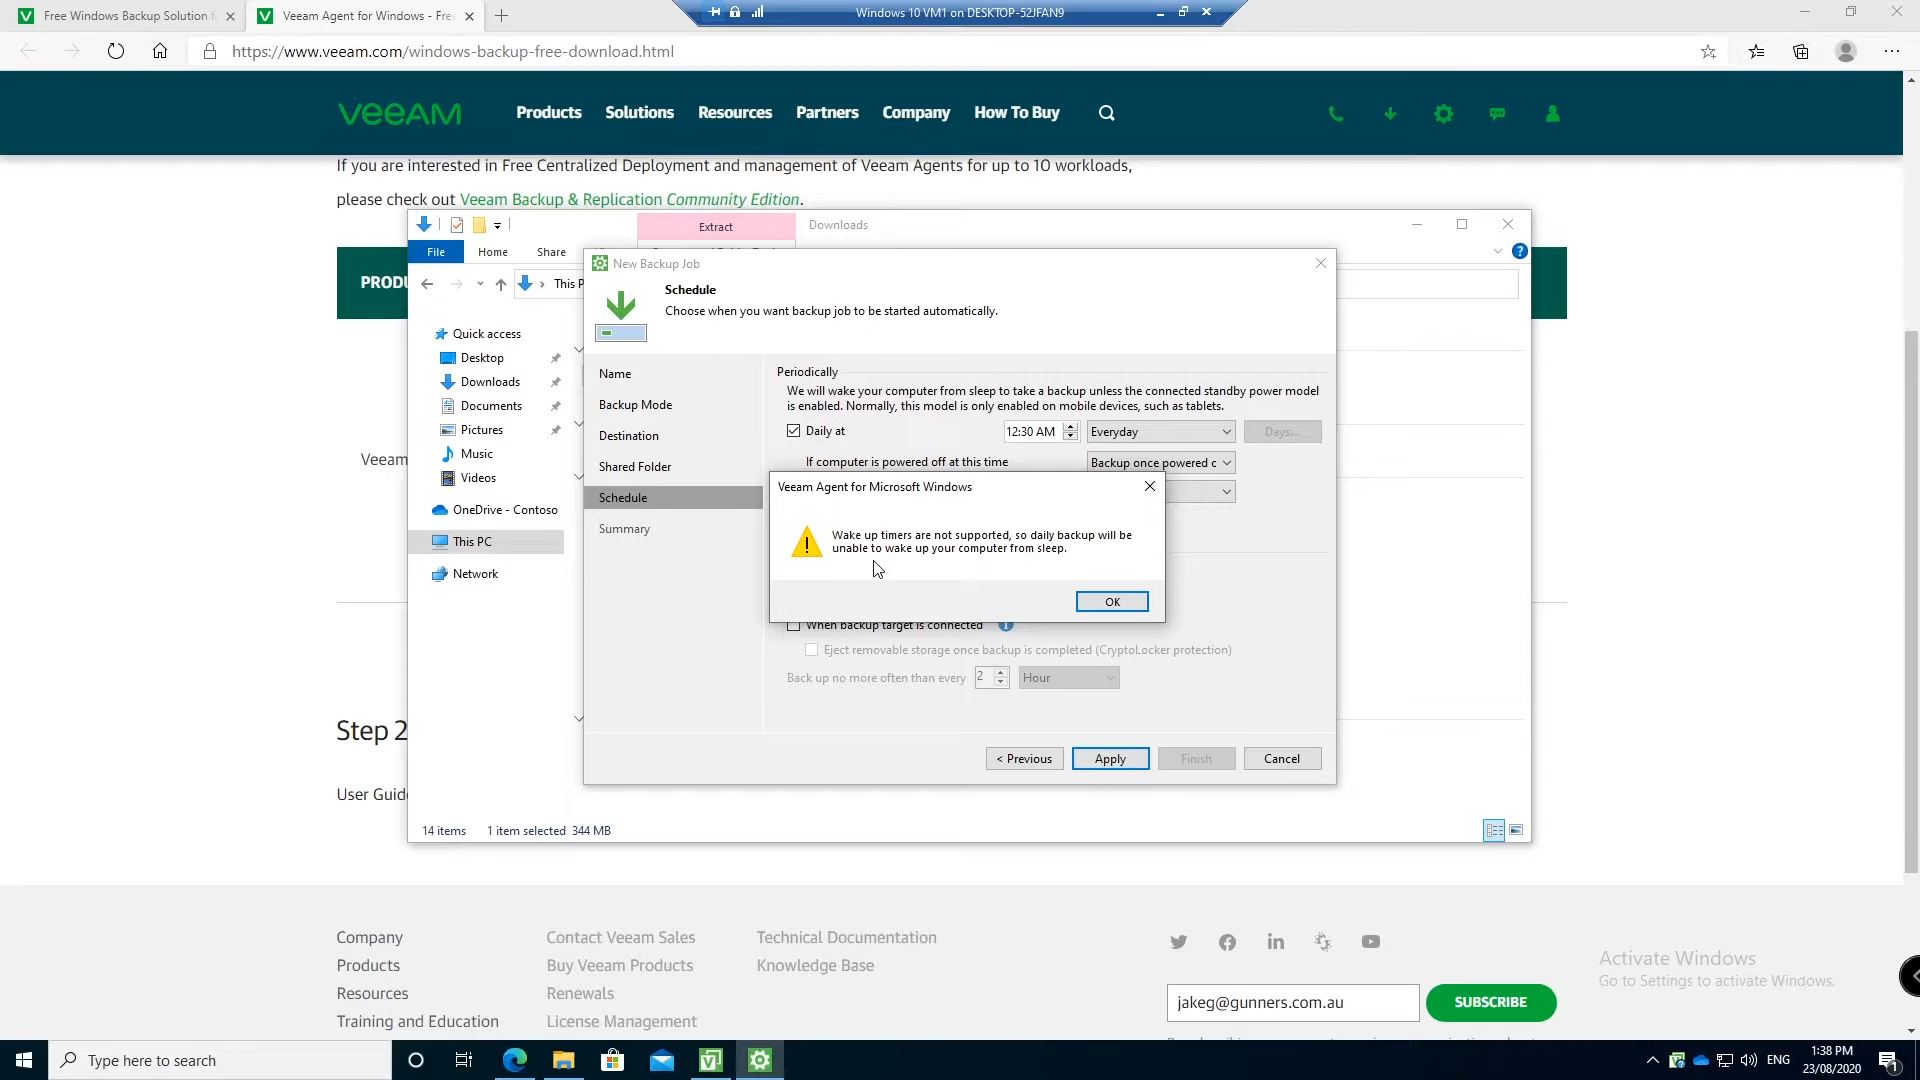 Free Windows Backup Solution f
Veeam Agent for Windows - Free
Windows 10 VM1 on DESKTOP-52JFAN9
https://www.veeam.com/windows-backup-free-download.html
veeam
Products
Solutions
Resources
Partners
Company
How To Buy
If you are interested in Free Centralized Deployment and management of Veeam Agents for up to 10 workloads,
please check out Veeam Backup & Replication Community Edition.
Extract
Downloads
File
Home
Share
PRODU
This P
New Backup Job
Schedule
Choose when you want backup job to be started automatically.
Quick access
Desktop
Downloads
Documents
Pictures
Music
Videos
OneDrive - Contoso
This PC
Network
Name
Backup Mode
Destination
Shared Folder
Schedule
Summary
Periodically
We will wake your computer from sleep to take a backup unless the connected standby power model
is enabled. Normally, this model is only enabled on mobile devices, such as tablets.
Daily at
12:30 AM
Everyday
Days...
If computer is powered off at this time
Backup once powered c
Veeam Agent for Microsoft Windows
Wake up timers are not supported, so daily backup will be
unable to wake up your computer from sleep.
OK
When backup target is connected
Eject removable storage once backup is completed (CryptoLocker protection)
Back up no more often than every
2
Hour
< Previous
Apply
Finish
Cancel
Veeam
Step 2
User Guide
14 items
1 item selected 344 MB
Company
Products
Resources
Training and Education
Contact Veeam Sales
Buy Veeam Products
Renewals
License Management
Technical Documentation
Knowledge Base
jakeg@gunners.com.au
SUBSCRIBE
Activate Windows
Go to Settings to activate Windows.
Type here to search
ENG
1:38 PM
23/08/2020
1